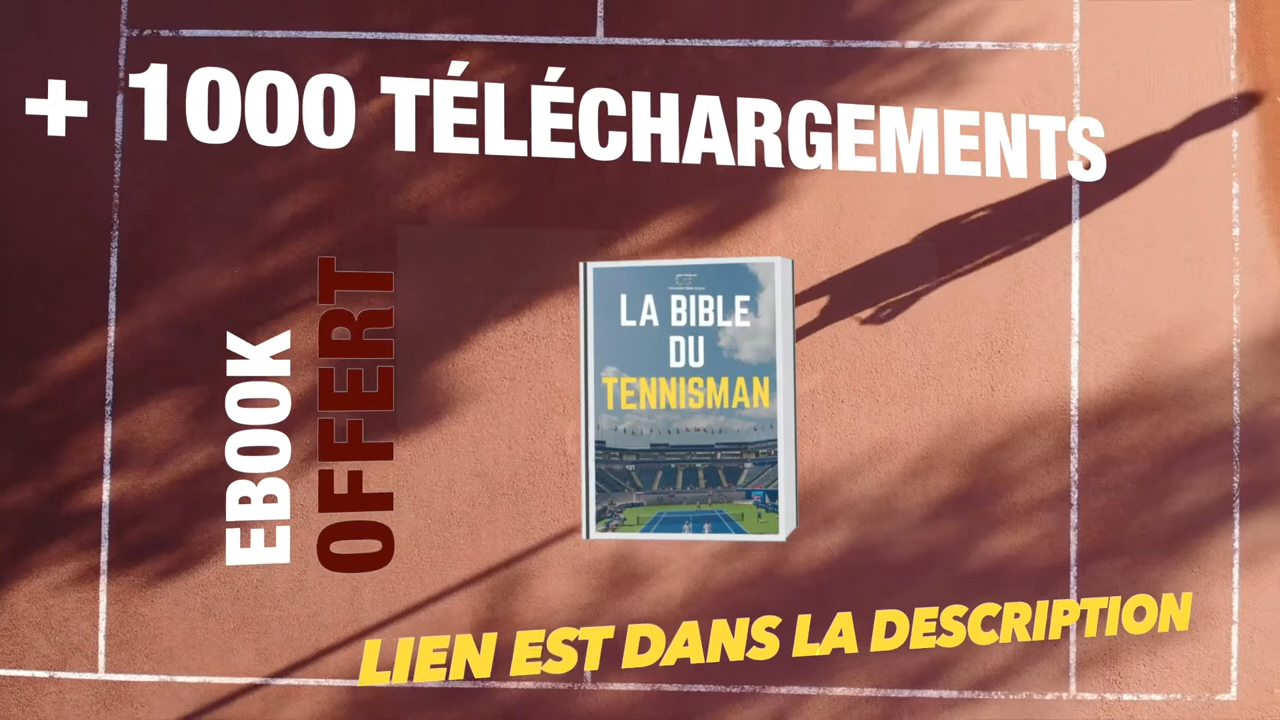 + 1000 TÉLÉCHARGEMENTS
EBOOK
OFFERT
LA BIBLE
DU
TENNISMAN
LIEN EST DANS LA DESCRIPTION